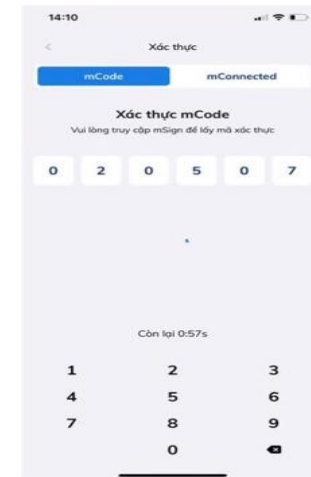 14:10
Xác thực
mCode mConnected
Xác thực mCode
Vui lòng truy cập mSign để lấy mã xác thực
0 2 0 5 0 7
Còn lại 0:57s
1 2 3
4 5 6
7 8 9
0